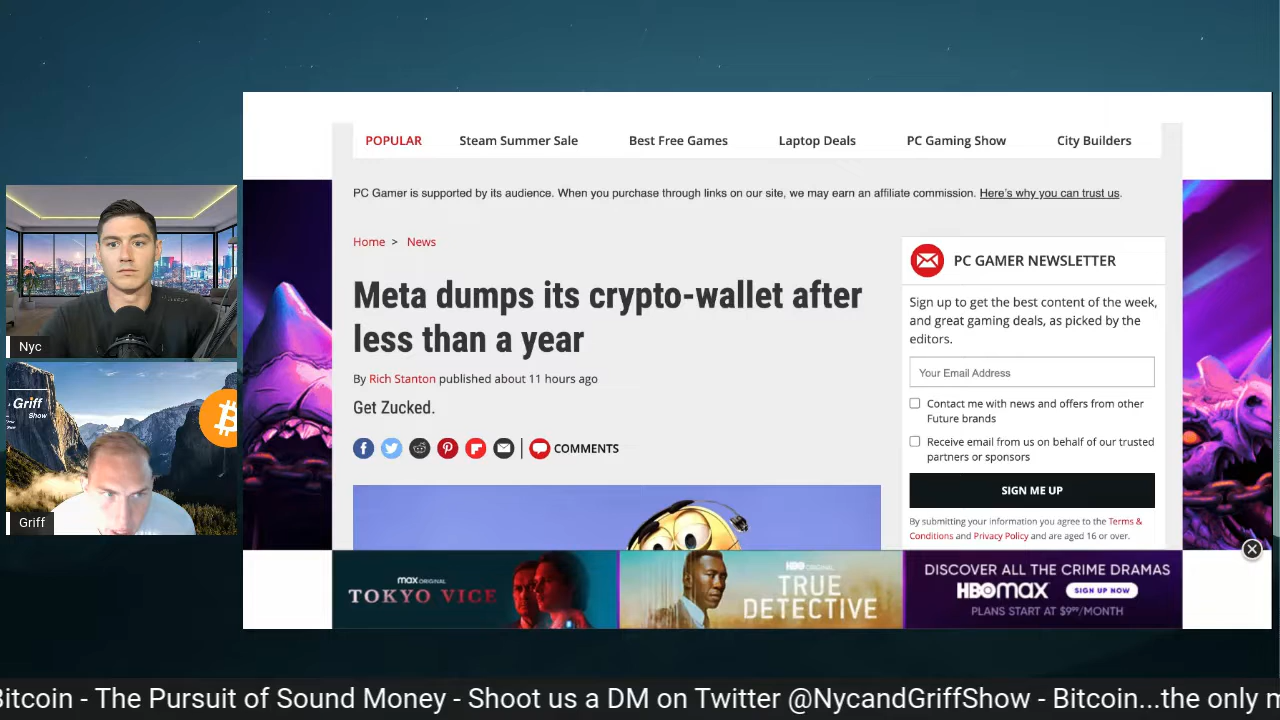 POPULAR Steam Summer Sale Best Free Games Laptop Deals PC Gaming Show City Builders
PC Gamer is supported by its audience. When you purchase through links on our site, we may earn an affiliate commission. Here's why you can trust us.
Home > News
Meta dumps its crypto-wallet after
less than a year
By Rich Stanton published about 11 hours ago
Get Zucked.
COMMENTS
PC GAMER NEWSLETTER
Sign up to get the best content of the week,
and great gaming deals, as picked by the
editors.
Your Email Address
Contact me with news and offers from other
Future brands
Receive email from us on behalf of our trusted
partners or sponsors
SIGN ME UP
By submitting your information you agree to the Terms &
Conditions and Privacy Policy and are aged 16 or over.
Nyc
Griff
Show
Griff
max ORIGINAL
TOKYO VICE
HBO ORIGINAL
TRUE
DETECTIVE
DISCOVER ALL THE CRIME DRAMAS
HBOMAX SIGN UP NOW
PLANS START AT $9.99/MONTH
Bitcoin - The Pursuit of Sound Money - Shoot us a DM on Twitter @NycandGriffShow - Bitcoin...the only m